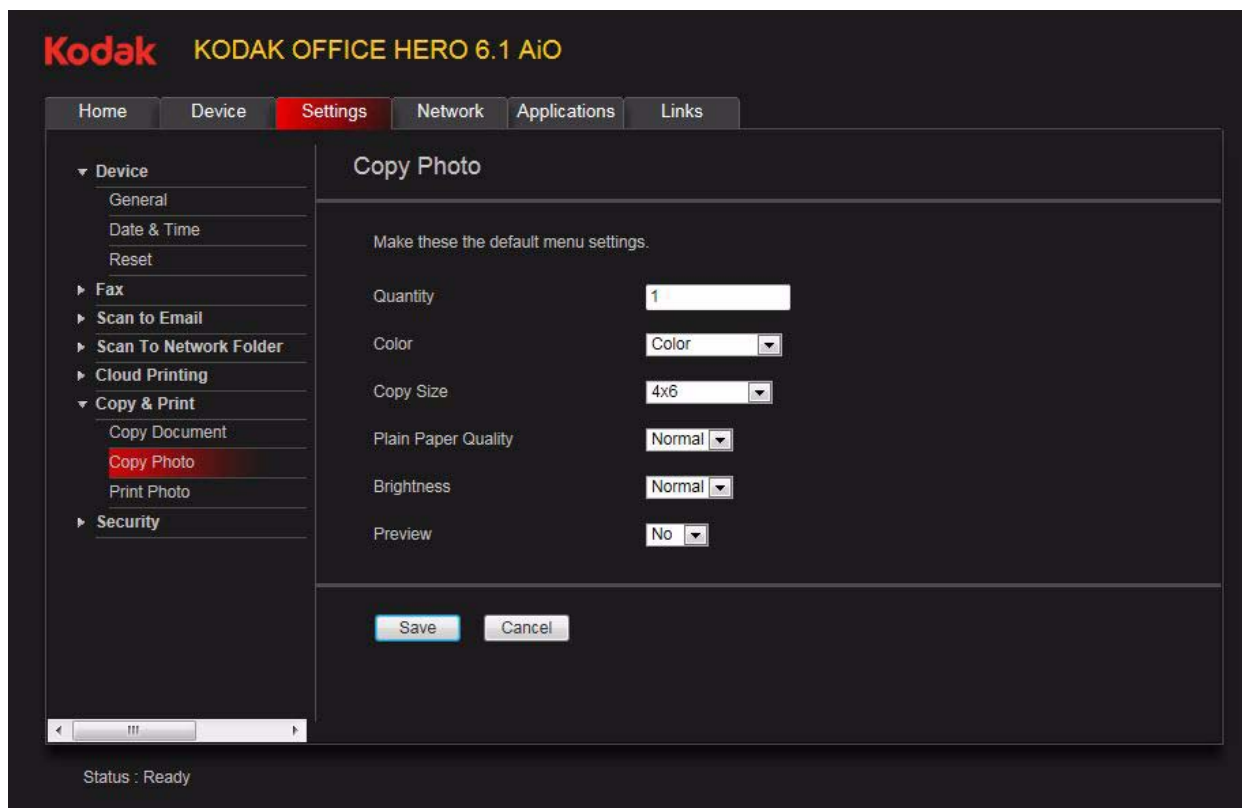 Kodak KODAK OFFICE HERO 6.1 AiO
Home Device Settings Network Applications Links
Device
General
Date & Time
Reset
Fax
Scan to Email
Scan To Network Folder
Cloud Printing
Copy & Print
Copy Document
Copy Photo
Print Photo
Security
Copy Photo
Make these the default menu settings.
Quantity 1
Color Color
Copy Size 4x6
Plain Paper Quality Normal
Brightness Normal
Preview No
Save Cancel
Status : Ready